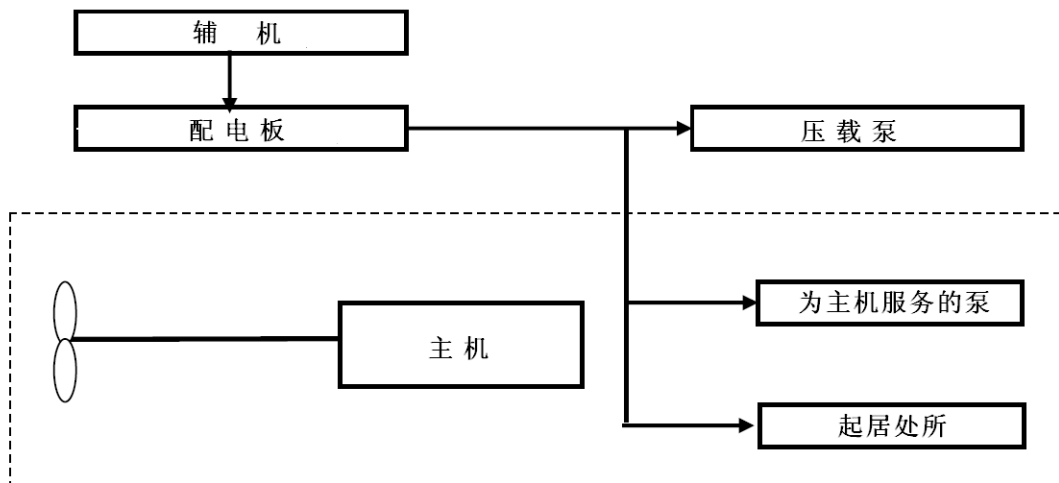 辅 机
配电板
压载泵
为主机服务的泵
主机
起居处所